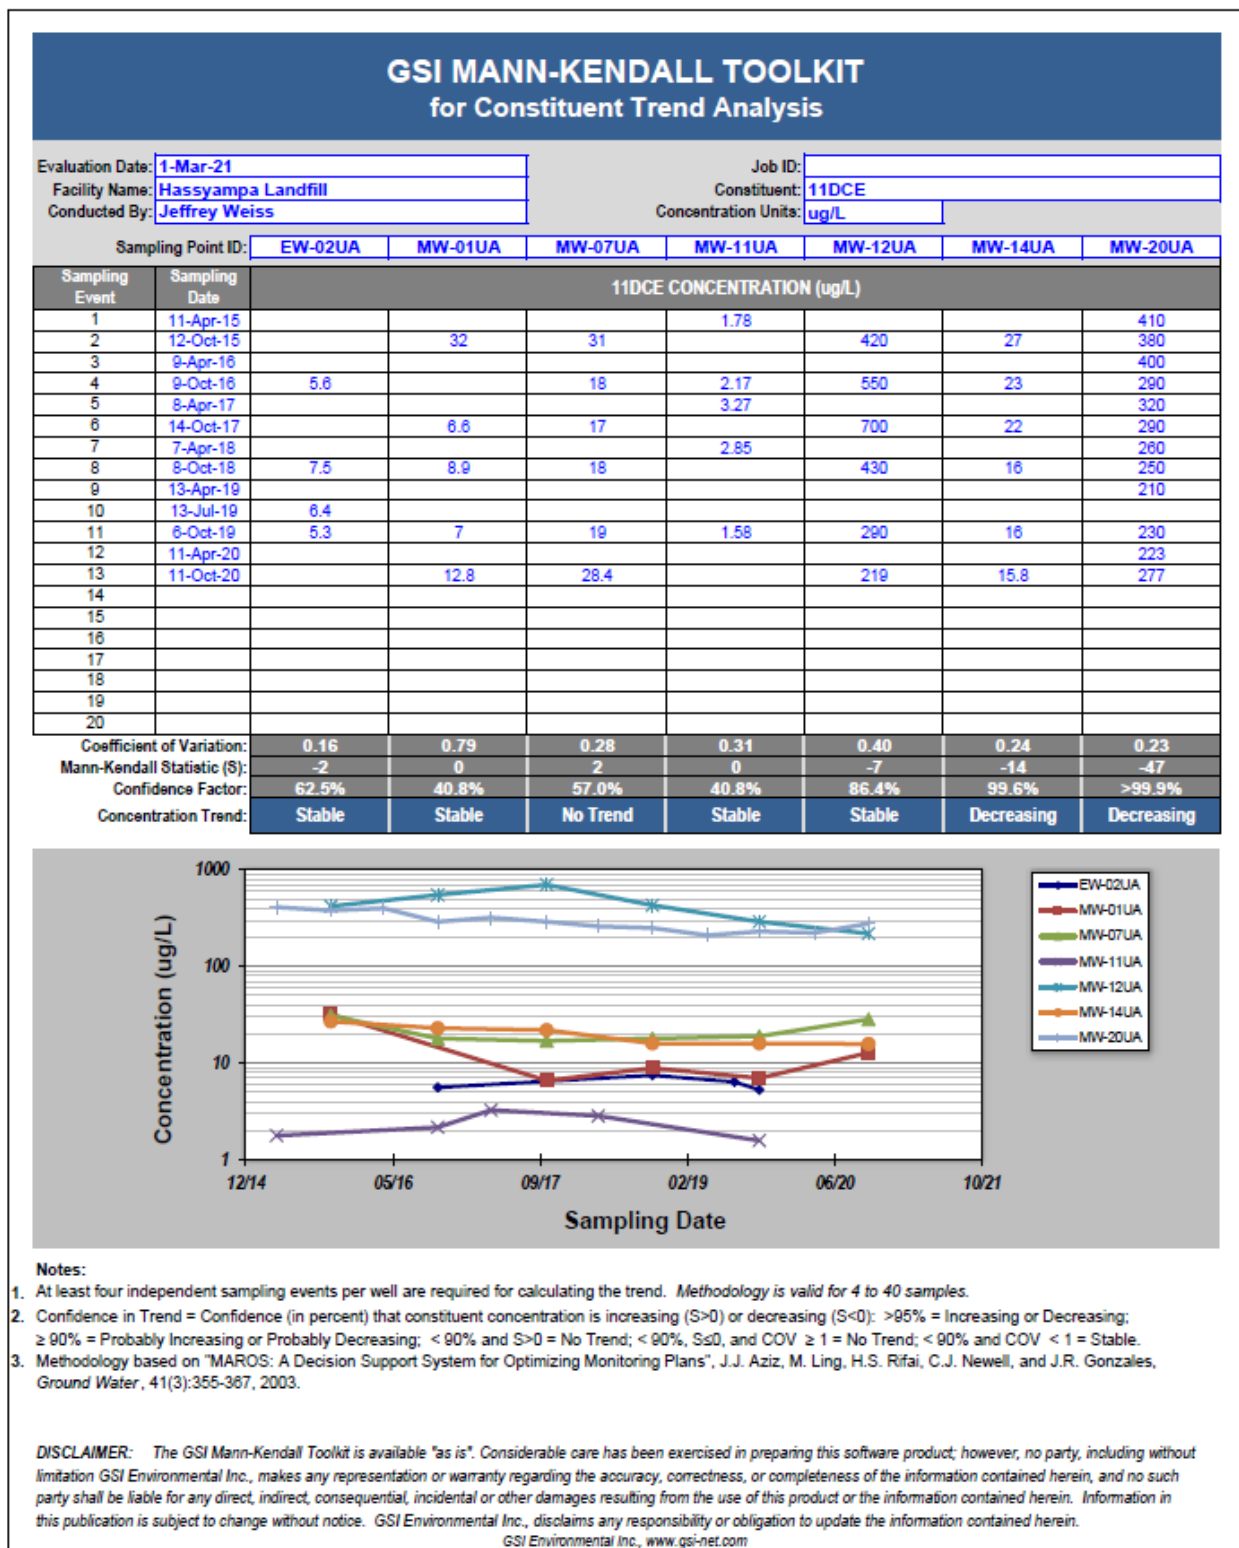 GSI MANN-KENDALL TOOLKIT
for Constituent Trend Analysis
Evaluation Date: 1-Mar-21 Job ID:
Facility Name: Hassyampa Landfill Constituent: 11DCE
Conducted By: Jeffrey Weiss Concentration Units: ug/L
Sampling Point ID: EW-02UA MW-01UA MW-07UA MW-11UA MW-12UA MW-14UA MW-20UA
Sampling Event Sampling Date 11DCE CONCENTRATION (ug/L)
1 11-Apr-15 1.78 410
2 12-Oct-15 32 31 420 27 380
3 9-Apr-16 400
4 9-Oct-16 5.6 18 2.17 550 23 290
5 8-Apr-17 3.27 320
6 14-Oct-17 6.6 17 700 22 290
7 7-Apr-18 2.85 260
8 8-Oct-18 7.5 8.9 18 430 16 250
9 13-Apr-19 210
10 13-Jul-19 6.4
11 6-Oct-19 5.3 7 19 1.58 290 16 230
12 11-Apr-20 223
13 11-Oct-20 12.8 28.4 219 15.8 277
14
15
16
17
18
19
20
Coefficient of Variation: 0.16 0.79 0.28 0.31 0.40 0.24 0.23
Mann-Kendall Statistic (S): -2 0 2 0 -7 -14 -47
Confidence Factor: 62.5% 40.8% 57.0% 40.8% 86.4% 99.6% >99.9%
Concentration Trend: Stable Stable No Trend Stable Stable Decreasing Decreasing
Concentration (ug/L)
1000
100
10
1
12/14 05/16 09/17 02/19 06/20 10/21
Sampling Date
EW-02UA
MW-01UA
MW-07UA
MW-11UA
MW-12UA
MW-14UA
MW-20UA
Notes:
1. At least four independent sampling events per well are required for calculating the trend. Methodology is valid for 4 to 40 samples.
2. Confidence in Trend = Confidence (in percent) that constituent concentration is increasing (S>0) or decreasing (S<0): >95% = Increasing or Decreasing;
≥ 90% = Probably Increasing or Probably Decreasing; < 90% and S>0 = No Trend; < 90%, S≤0, and COV ≥ 1 = No Trend; < 90% and COV < 1 = Stable.
3. Methodology based on "MAROS: A Decision Support System for Optimizing Monitoring Plans", J.J. Aziz, M. Ling, H.S. Rifai, C.J. Newell, and J.R. Gonzales,
Ground Water, 41(3):355-367, 2003.
DISCLAIMER: The GSI Mann-Kendall Toolkit is available "as is". Considerable care has been exercised in preparing this software product; however, no party, including without
limitation GSI Environmental Inc., makes any representation or warranty regarding the accuracy, correctness, or completeness of the information contained herein, and no such
party shall be liable for any direct, indirect, consequential, incidental or other damages resulting from the use of this product or the information contained herein. Information in
this publication is subject to change without notice. GSI Environmental Inc., disclaims any responsibility or obligation to update the information contained herein.
GSI Environmental Inc., www.gsi-net.com